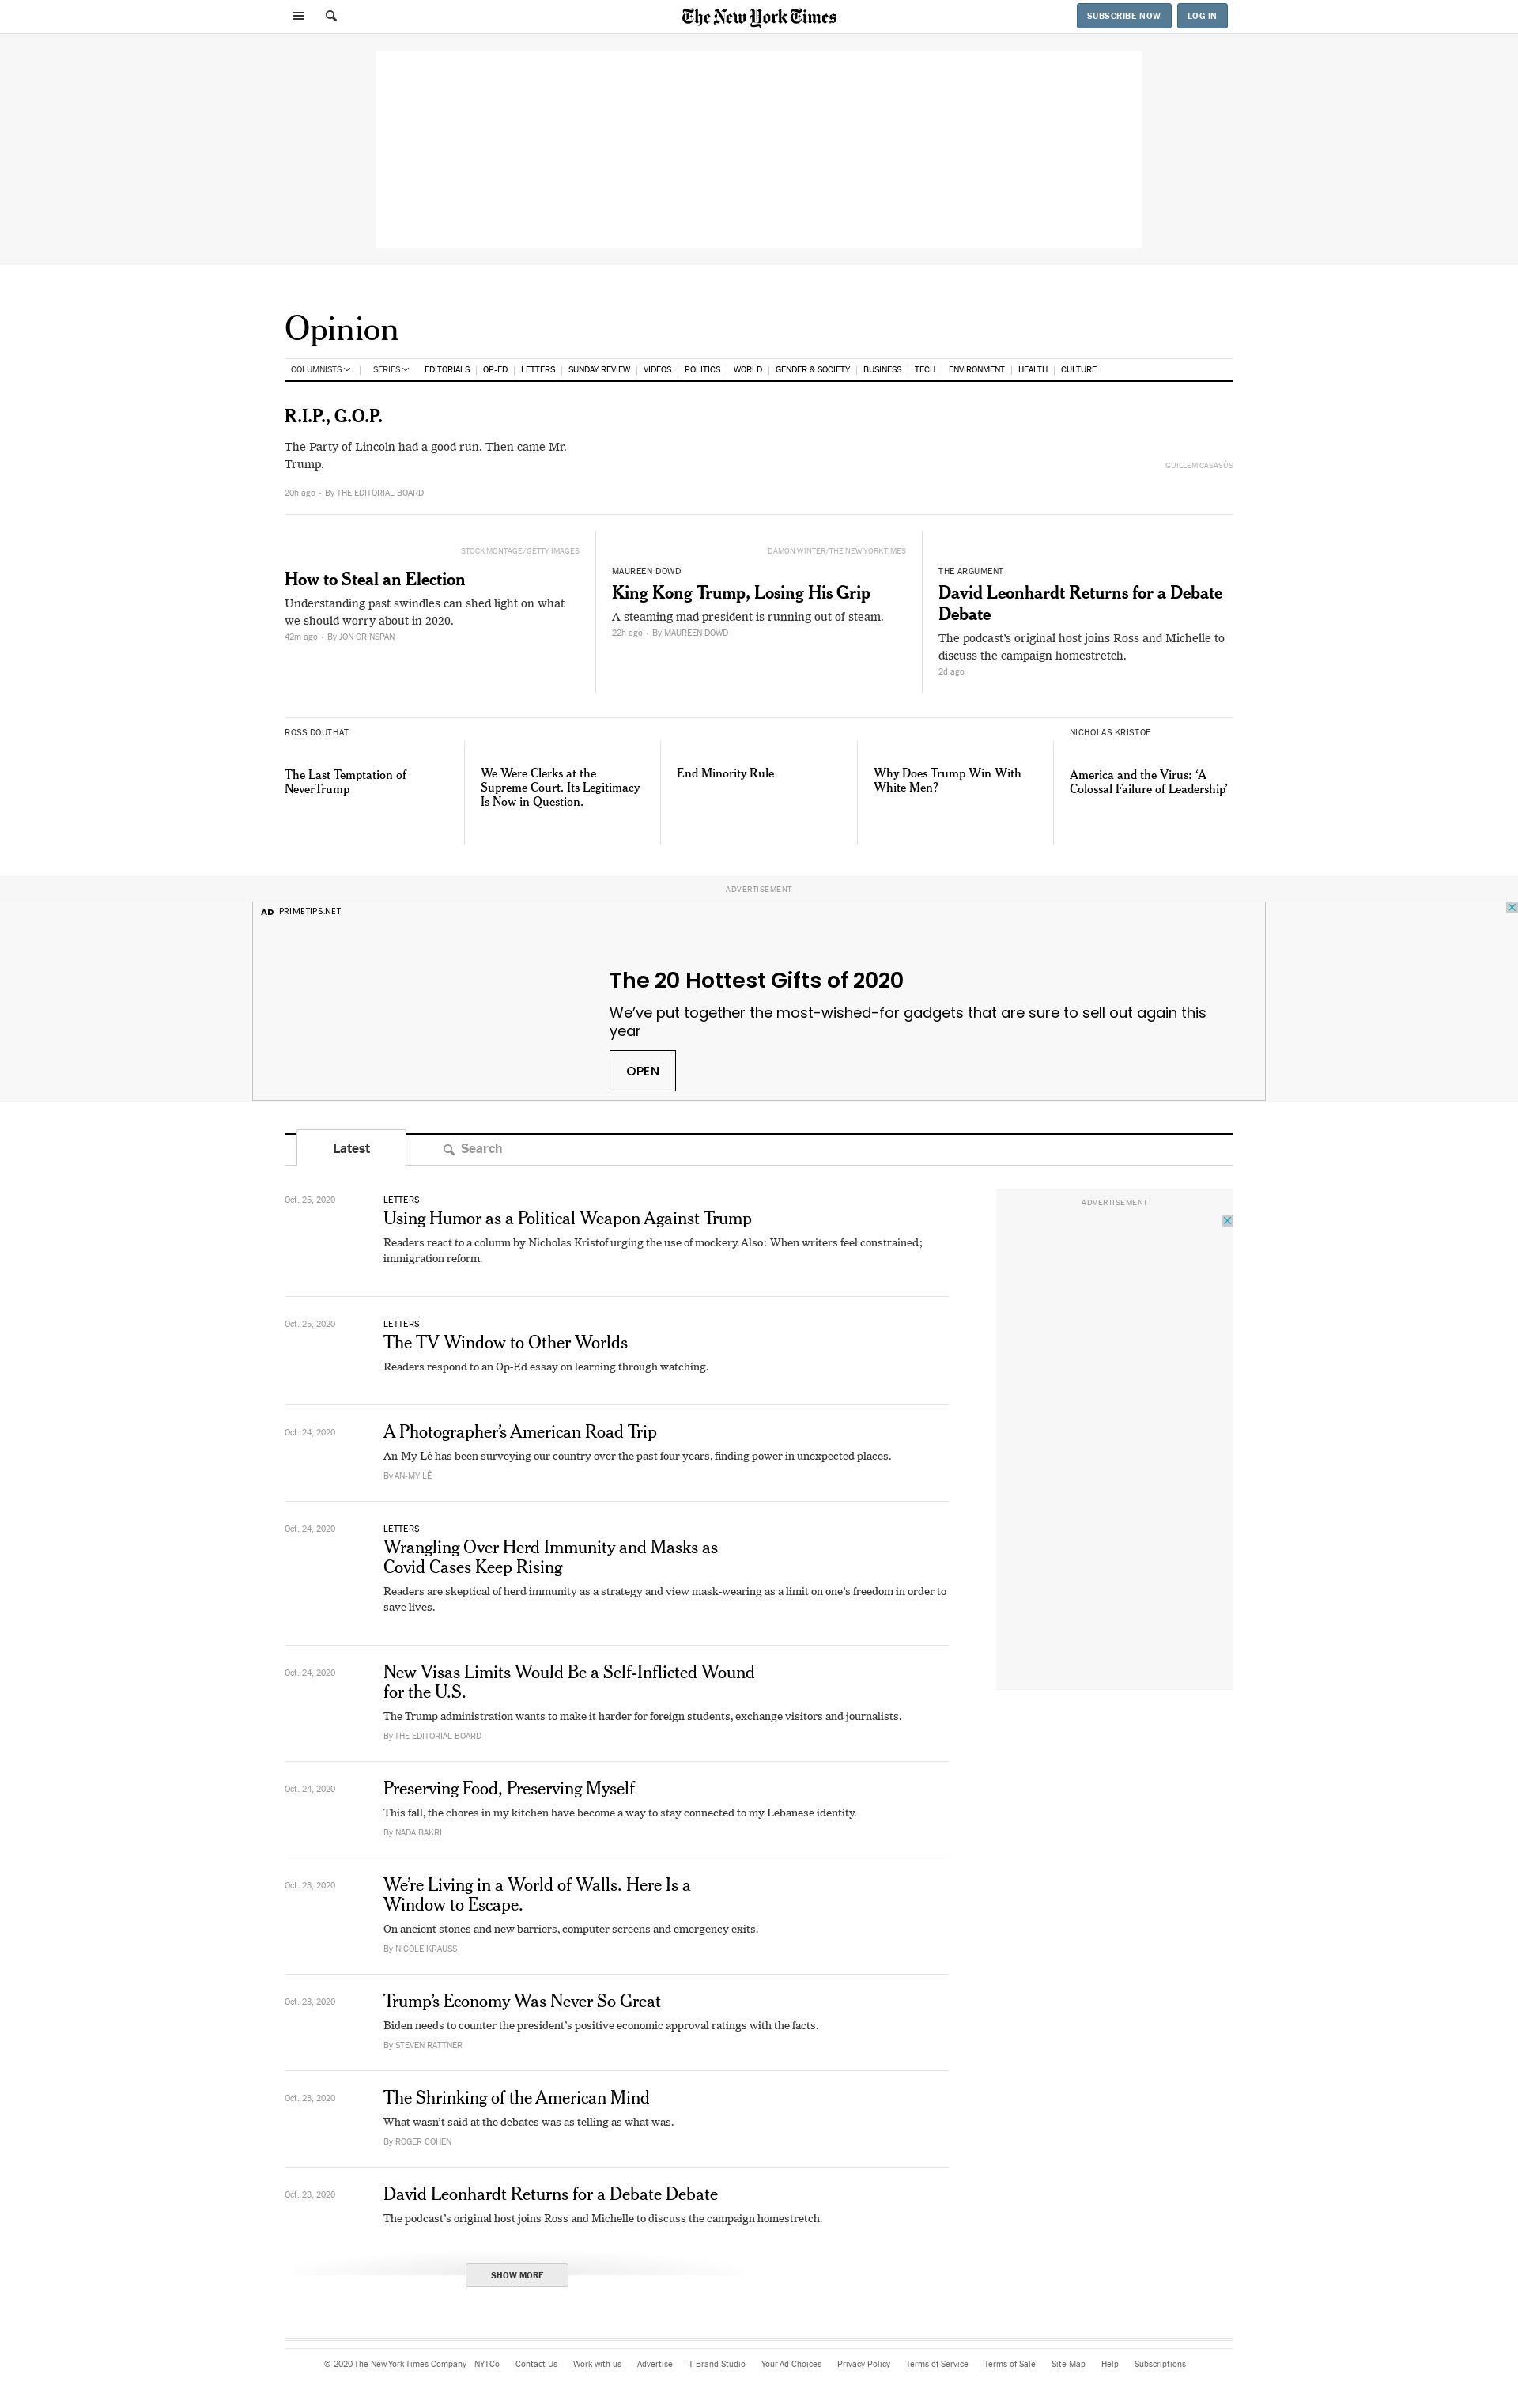 The New York Times
SUBSCRIBE NOW
LOG IN
Opinion
COLUMNISTS
SERIES
EDITORIALS
OP-ED
LETTERS
SUNDAY REVIEW
VIDEOS
POLITICS
WORLD
GENDER & SOCIETY
BUSINESS
TECH
ENVIRONMENT
HEALTH
CULTURE
R.I.P., G.O.P.
The Party of Lincoln had a good run. Then came Mr.
Trump.
20h ago • By THE EDITORIAL BOARD
GUILLEM CASASÚS
STOCK MONTAGE/GETTY IMAGES
How to Steal an Election
Understanding past swindles can shed light on what
we should worry about in 2020.
42m ago • By JON GRINSPAN
DAMON WINTER/THE NEW YORK TIMES
MAUREEN DOWD
King Kong Trump, Losing His Grip
A steaming mad president is running out of steam.
22h ago • By MAUREEN DOWD
THE ARGUMENT
David Leonhardt Returns for a Debate
Debate
The podcast’s original host joins Ross and Michelle to
discuss the campaign homestretch.
2d ago
ROSS DOUTHAT
The Last Temptation of
NeverTrump
We Were Clerks at the
Supreme Court. Its Legitimacy
Is Now in Question.
End Minority Rule
Why Does Trump Win With
White Men?
NICHOLAS KRISTOF
America and the Virus: ‘A
Colossal Failure of Leadership’
ADVERTISEMENT
AD PRIMETIPS.NET
The 20 Hottest Gifts of 2020
We’ve put together the most-wished-for gadgets that are sure to sell out again this
year
OPEN
Latest
Search
Oct. 25, 2020
LETTERS
Using Humor as a Political Weapon Against Trump
Readers react to a column by Nicholas Kristof urging the use of mockery. Also: When writers feel constrained;
immigration reform.
ADVERTISEMENT
Oct. 25, 2020
LETTERS
The TV Window to Other Worlds
Readers respond to an Op-Ed essay on learning through watching.
Oct. 24, 2020
A Photographer’s American Road Trip
An-My Lê has been surveying our country over the past four years, finding power in unexpected places.
By AN-MY LÊ
Oct. 24, 2020
LETTERS
Wrangling Over Herd Immunity and Masks as
Covid Cases Keep Rising
Readers are skeptical of herd immunity as a strategy and view mask-wearing as a limit on one’s freedom in order to
save lives.
Oct. 24, 2020
New Visas Limits Would Be a Self-Inflicted Wound
for the U.S.
The Trump administration wants to make it harder for foreign students, exchange visitors and journalists.
By THE EDITORIAL BOARD
Oct. 24, 2020
Preserving Food, Preserving Myself
This fall, the chores in my kitchen have become a way to stay connected to my Lebanese identity.
By NADA BAKRI
Oct. 23, 2020
We’re Living in a World of Walls. Here Is a
Window to Escape.
On ancient stones and new barriers, computer screens and emergency exits.
By NICOLE KRAUSS
Oct. 23, 2020
Trump’s Economy Was Never So Great
Biden needs to counter the president’s positive economic approval ratings with the facts.
By STEVEN RATTNER
Oct. 23, 2020
The Shrinking of the American Mind
What wasn’t said at the debates was as telling as what was.
By ROGER COHEN
Oct. 23, 2020
David Leonhardt Returns for a Debate Debate
The podcast’s original host joins Ross and Michelle to discuss the campaign homestretch.
SHOW MORE
© 2020 The New York Times Company
NYTCo
Contact Us
Work with us
Advertise
T Brand Studio
Your Ad Choices
Privacy Policy
Terms of Service
Terms of Sale
Site Map
Help
Subscriptions